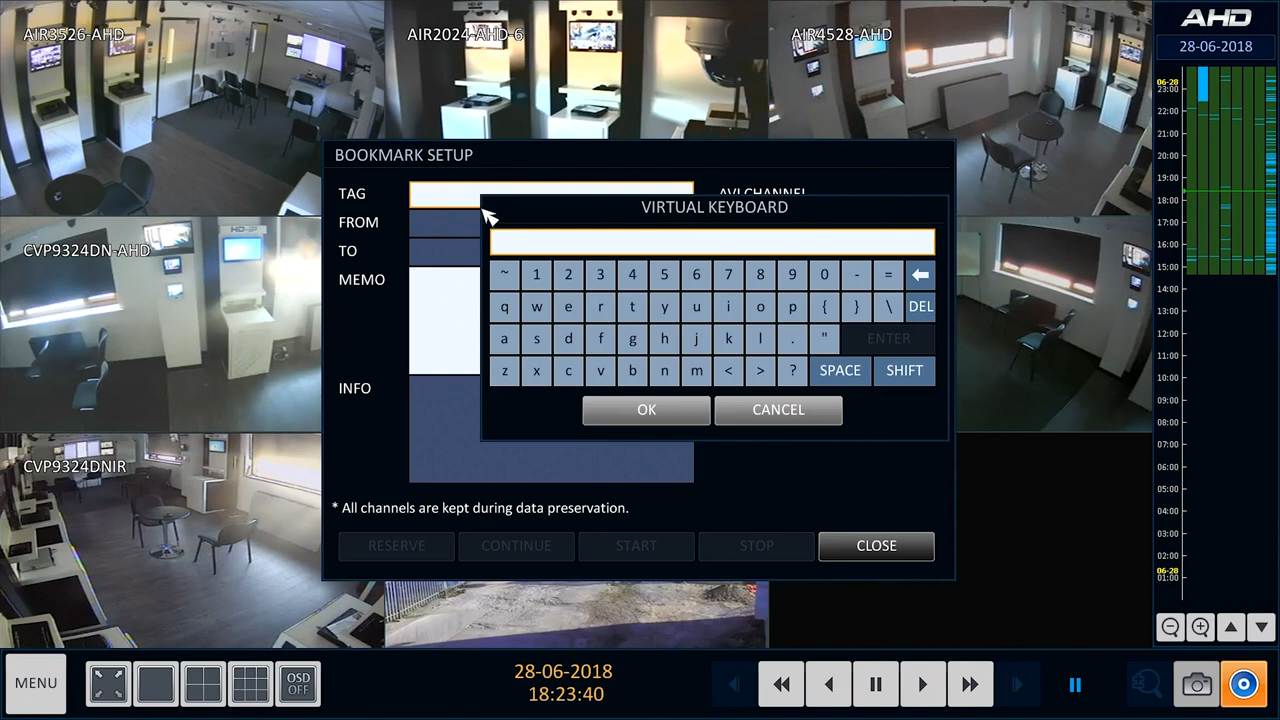 AIR3526-AHD
AIR2024-AHD-6
AIR4528-AHD
AHD
28-06-2018
06-28
23:00
22:00
21:00
20:00
19:00
18:00
17:00
16:00
15:00
14:00
13:00
12:00
11:00
10:00
09:00
08:00
07:00
06:00
05:00
04:00
03:00
02:00
06-28
01:00
CVP9324DN-AHD
CVP9324DNIR
BOOKMARK SETUP
TAG
AVI CHANNEL
FROM
TO
MEMO
INFO
VIRTUAL KEYBOARD
~ 1 2 3 4 5 6 7 8 9 0 - =
q w e r t y u i o p { } \ DEL
a s d f g h j k l . " ENTER
z x c v b n m < > ? SPACE SHIFT
OK CANCEL
* All channels are kept during data preservation.
RESERVE CONTINUE START STOP CLOSE
MENU
OSD
OFF
28-06-2018
18:23:40